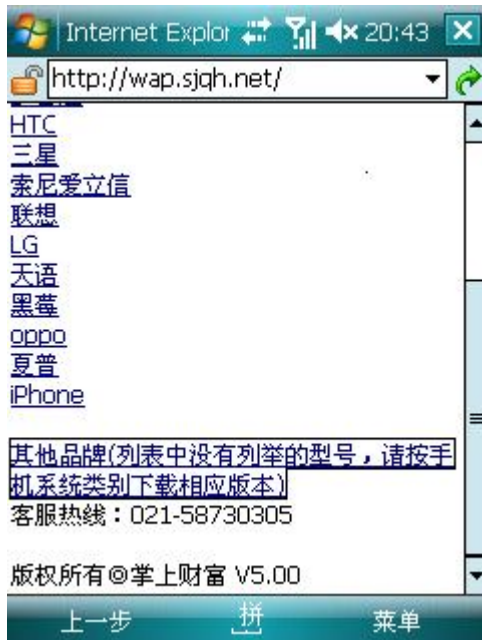 Internet Explor 20:43
http://wap.sjqh.net/
HTC
三星
索尼爱立信
联想
LG
天语
黑莓
oppo
夏普
iPhone
其他品牌(列表中没有列举的型号，请按手
机系统类别下载相应版本)
客服热线：021-58730305
版权所有©掌上财富 V5.00
上一步 拼 菜单